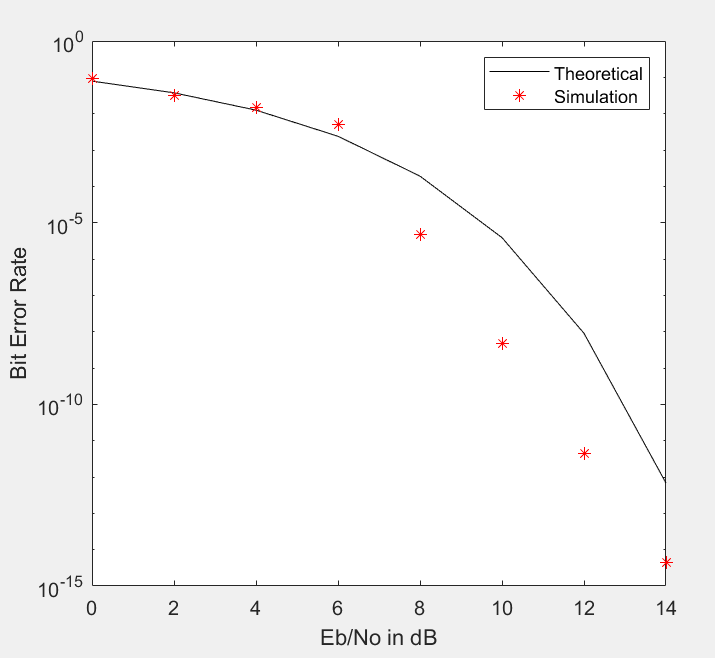 10^0
10^-5
10^-10
10^-15
Bit Error Rate
Theoretical
Simulation
0 2 4 6 8 10 12 14
Eb/No in dB